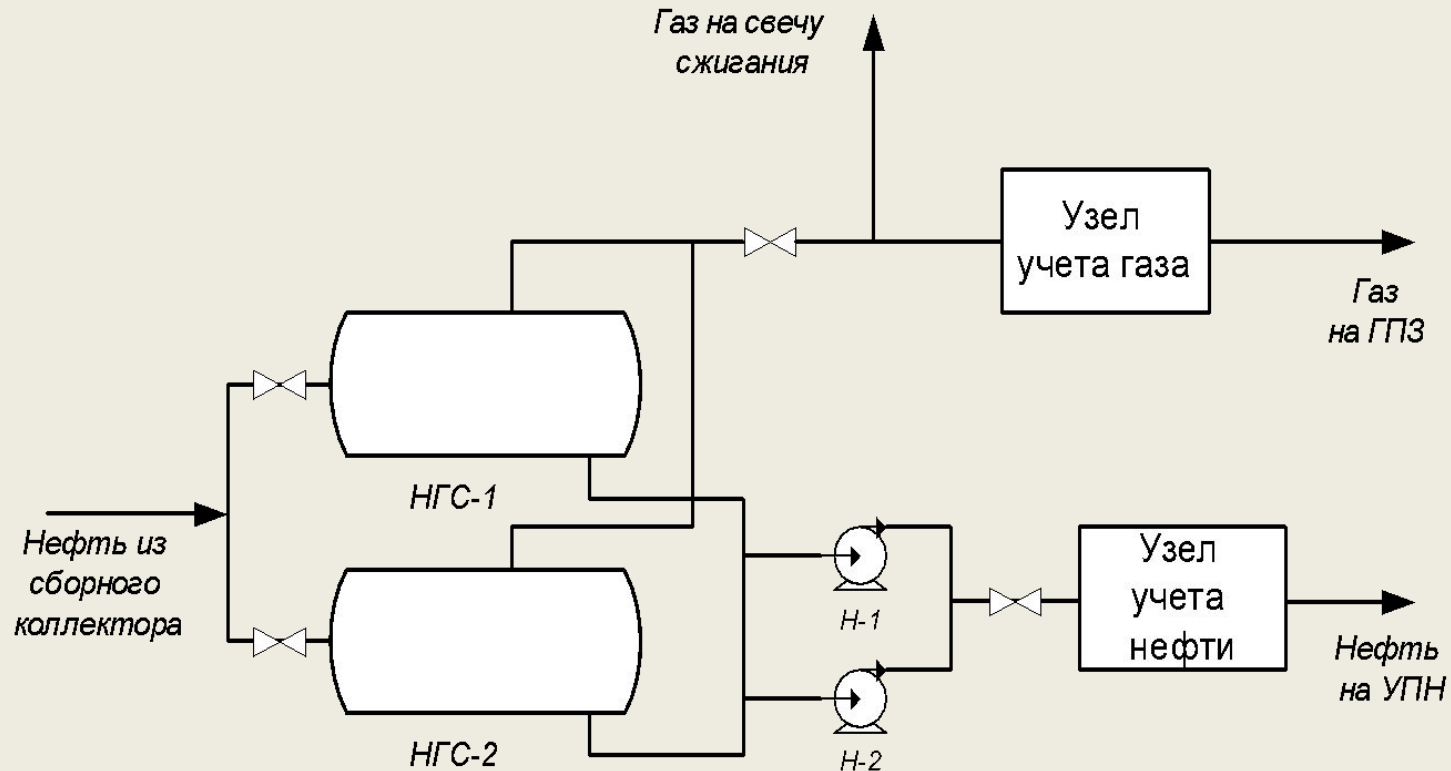 Газ на свечу
сжигания
Узел
учета газа
Газ
на ГПЗ
НГС-1
Нефть из
сборного
коллектора
Н-1
Узел
учета
нефти
Нефть
на УПН
НГС-2
Н-2